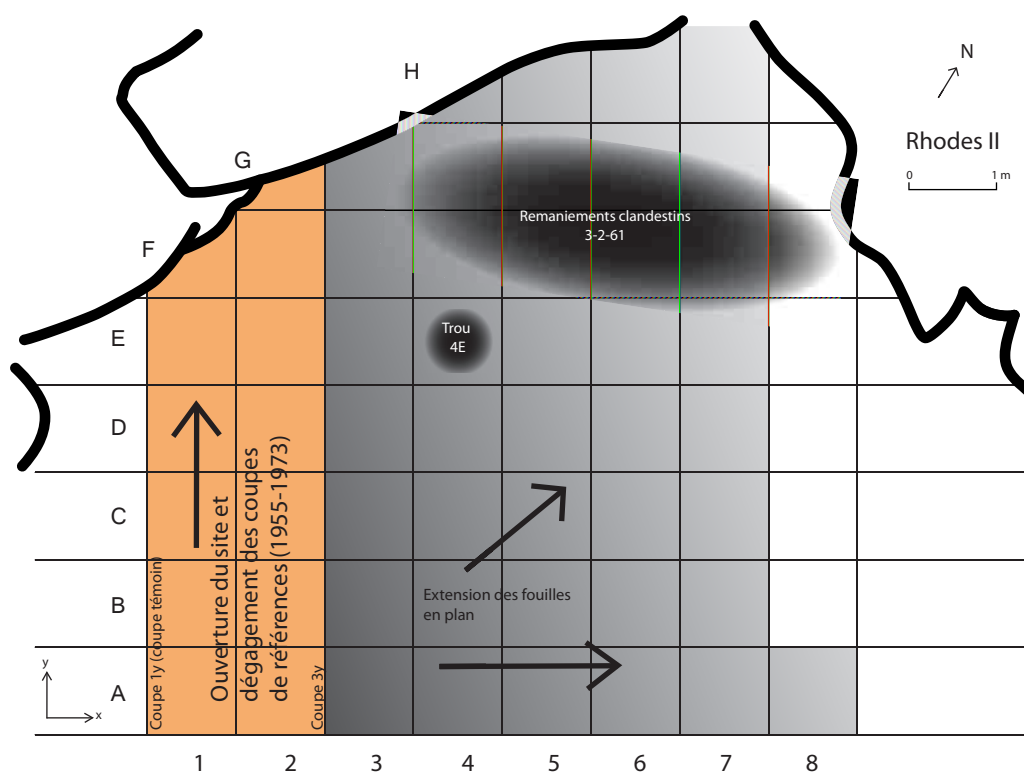 H
N
Rhodes II
0 1 m
G
F
Remaniements clandestins
3-2-61
E
Trou
4E
D
C
B
A
Ouverture du site et
dégagement des coupes
de références (1955-1973)
Coupe 1y (coupe témoin)
Coupe 3y
Extension des fouilles
en plan
y
x
1 2 3 4 5 6 7 8